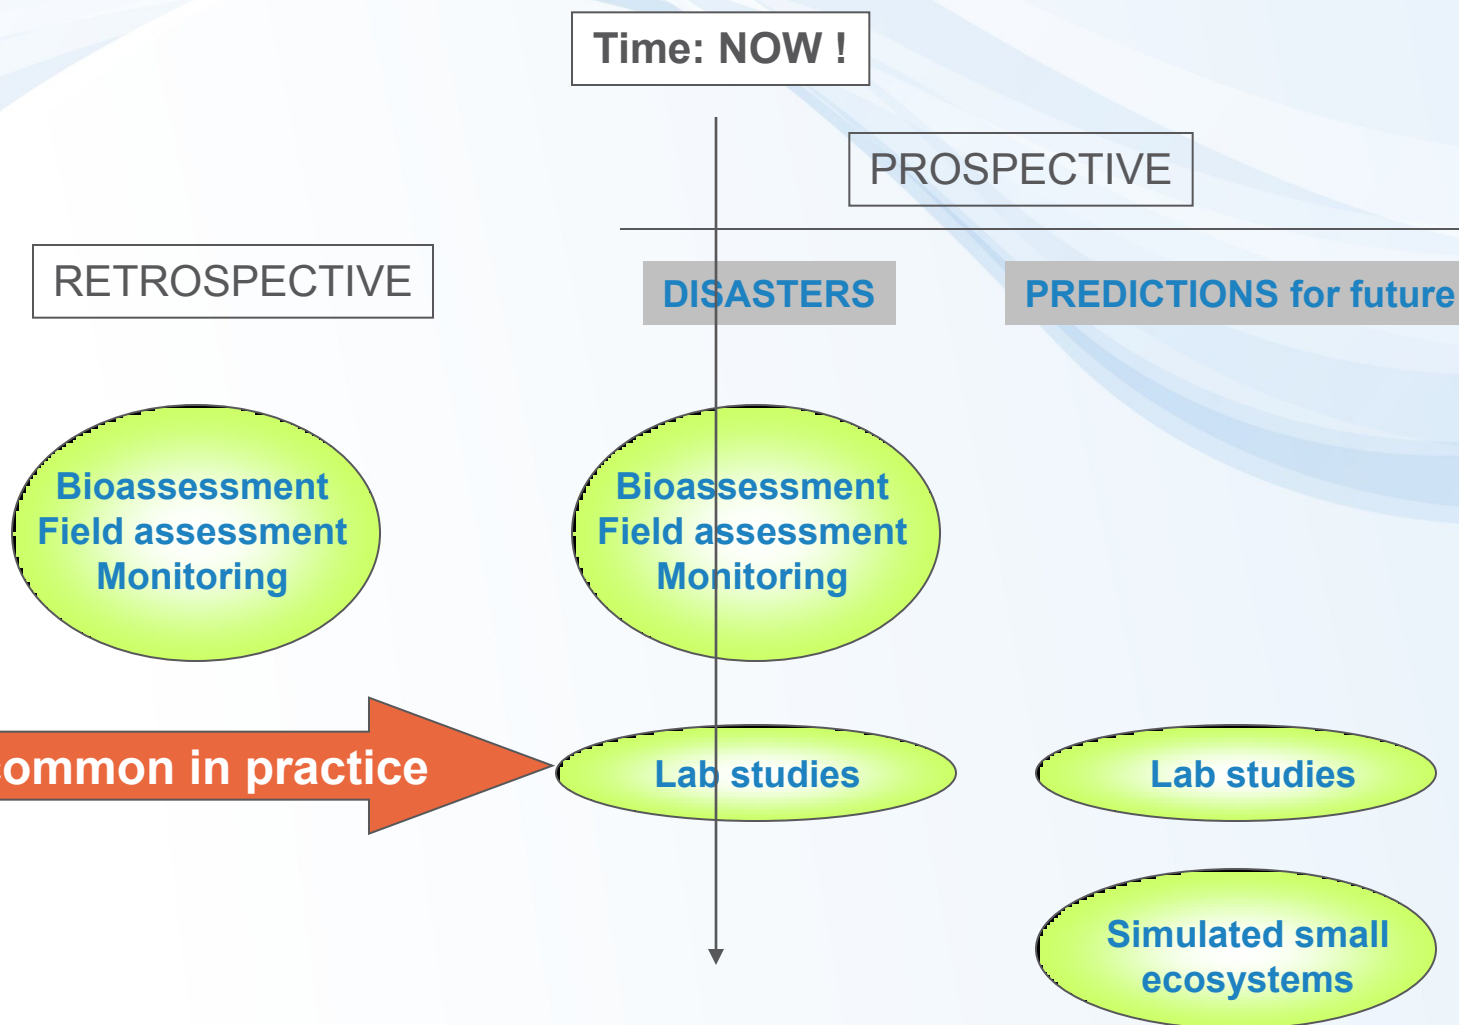 Time: NOW !
PROSPECTIVE
RETROSPECTIVE
DISASTERS
PREDICTIONS for future
Bioassessment
Field assessment
Monitoring
Bioassessment
Field assessment
Monitoring
common in practice
Lab studies
Lab studies
Simulated small
ecosystems